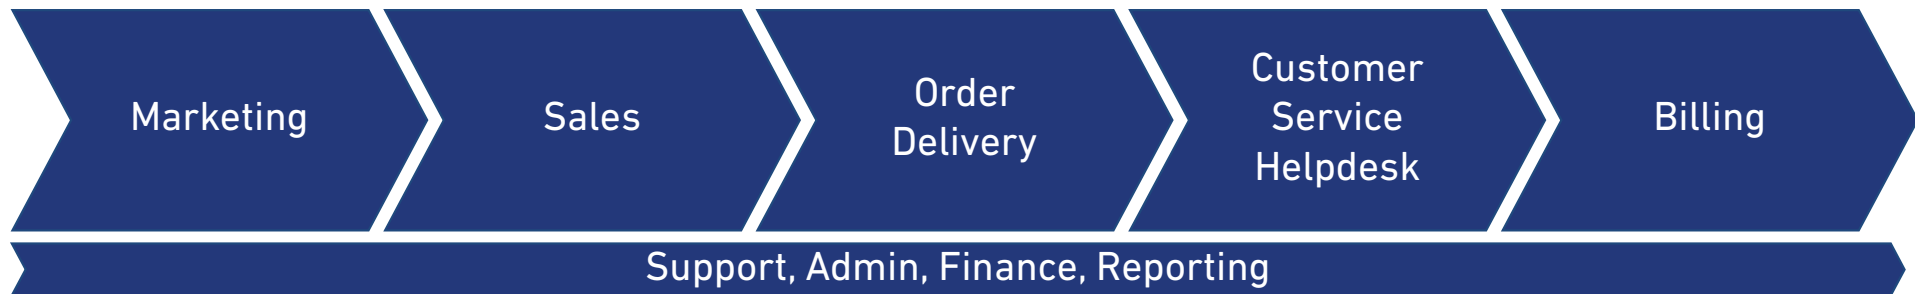 Marketing
Sales
Order
Delivery
Customer
Service
Helpdesk
Billing
Support, Admin, Finance, Reporting